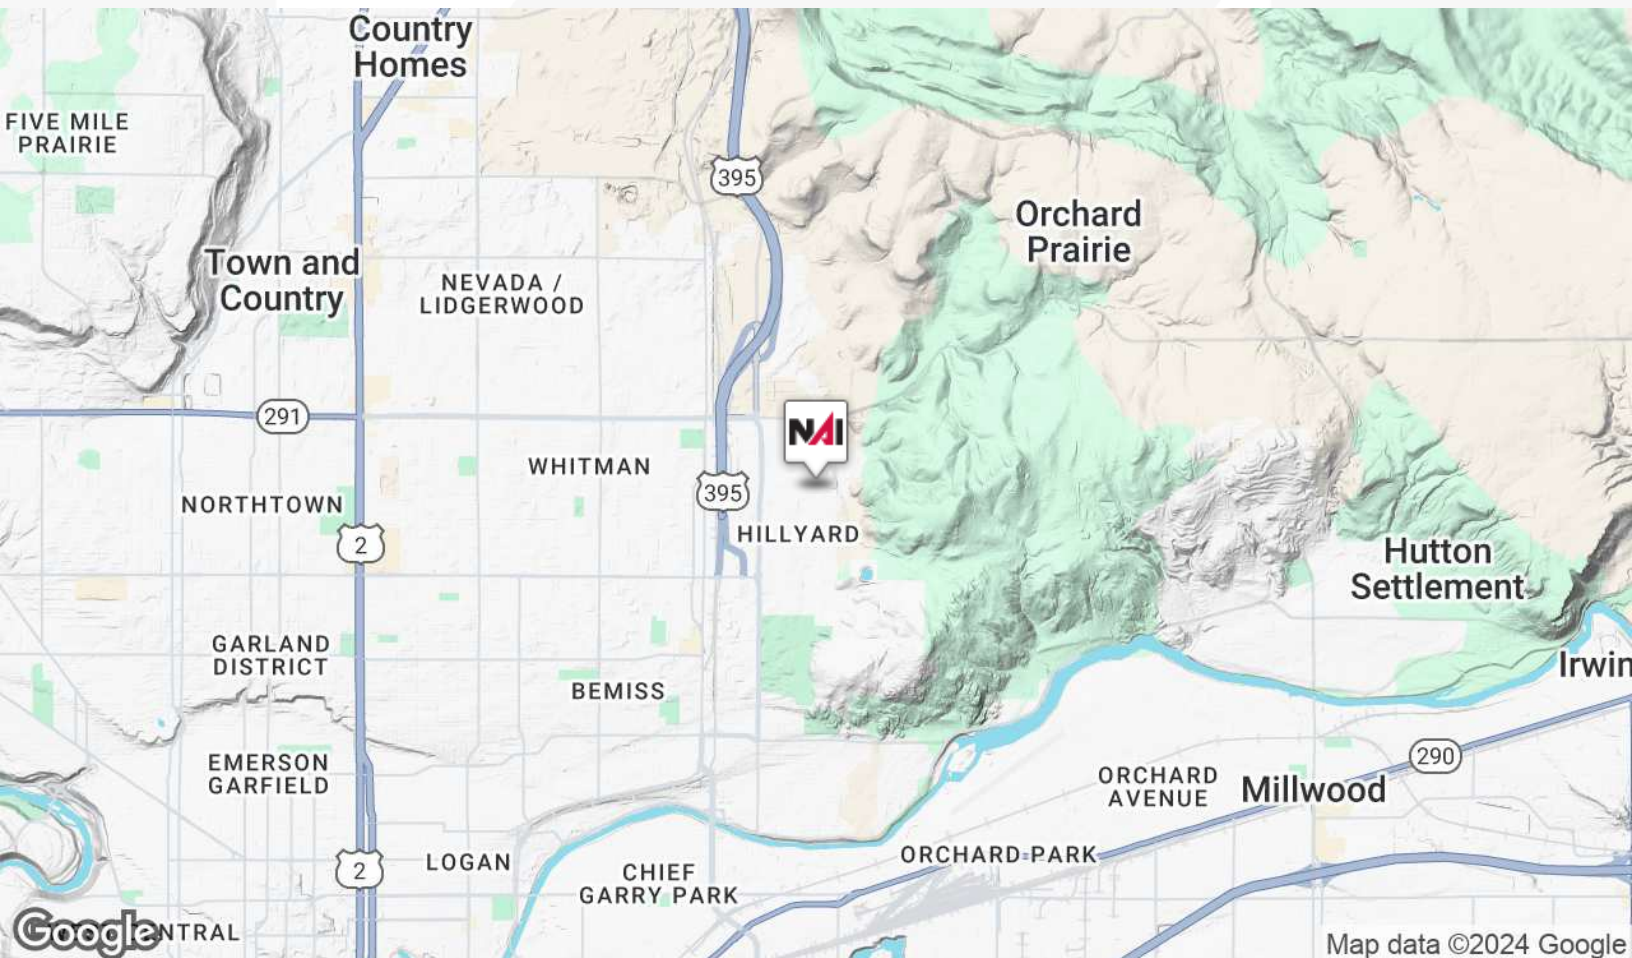 Country
Homes
FIVE MILE
PRAIRIE
395
Orchard
Prairie
Town and
Country
NEVADA /
LIDGERWOOD
291
NAI
WHITMAN
395
NORTHTOWN
HILLYARD
2
Hutton
Settlement
GARLAND
DISTRICT
Irwin
BEMISS
290
EMERSON
GARFIELD
ORCHARD
AVENUE
Millwood
ORCHARD PARK
2
LOGAN
CHIEF
GARRY PARK
Google
NTRAL
Map data ©2024 Google